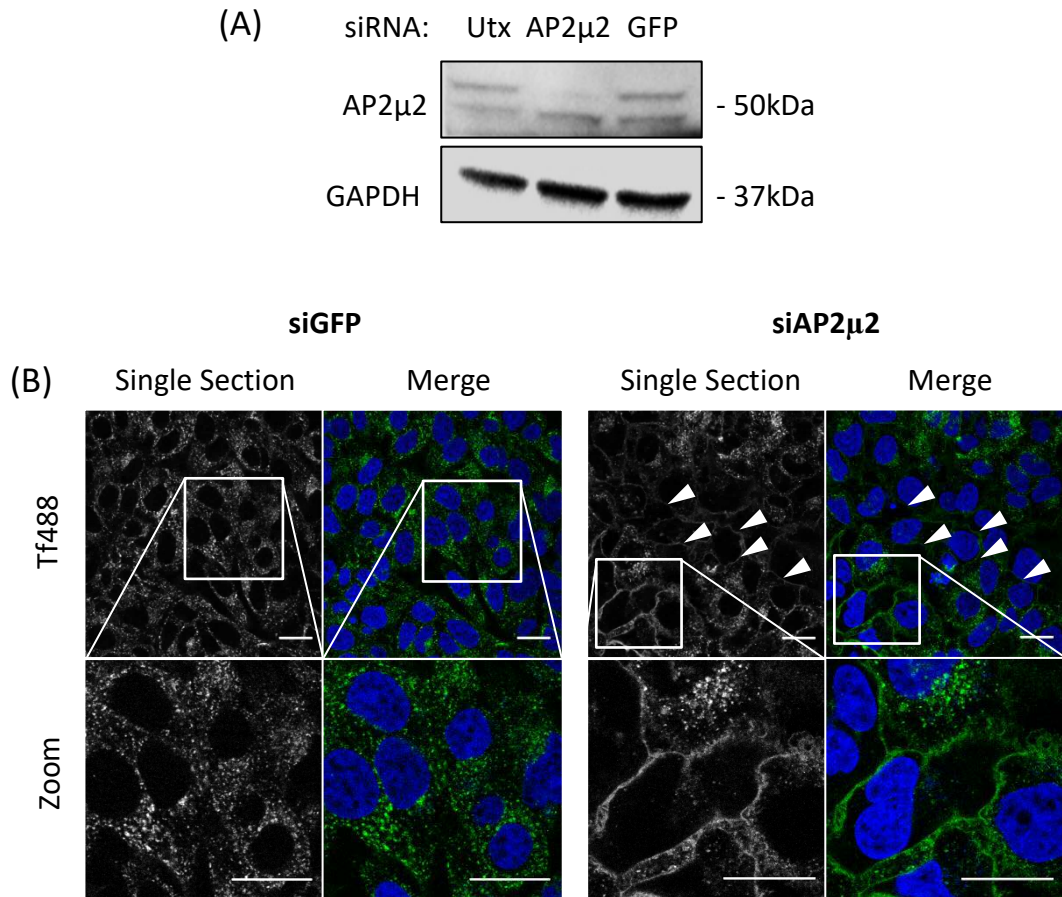 (A)
siRNA: Utx AP2μ2 GFP
AP2μ2 - 50kDa
GAPDH - 37kDa
siGFP siAP2μ2
(B) Single Section Merge Single Section Merge
Tf488
Zoom